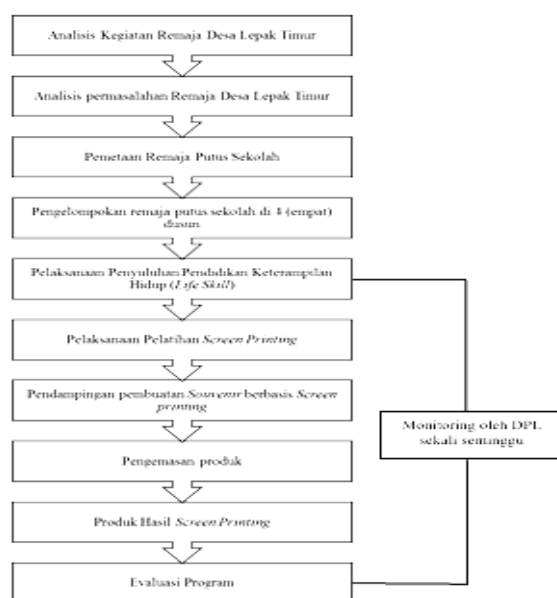 Analisis Kegiatan Remaja Desa Lepak Timur
Analisis permasalahan Remaja Desa Lepak Timur
Pemetaan Remaja Putus Sekolah
Pengelompokan remaja putus sekolah di 4 (empat)
dusun
Pelaksanaan Penyuluhan Pendidikan Keterampilan
Hidup (Life Skill)
Pelaksanaan Pelatihan Screen Printing
Pendampingan pembuatan Souvenir berbasis Screen
printing
Monitoring oleh DPL
sekali seminggu
Pengemasan produk
Produk Hasil Screen Printing
Evaluasi Program